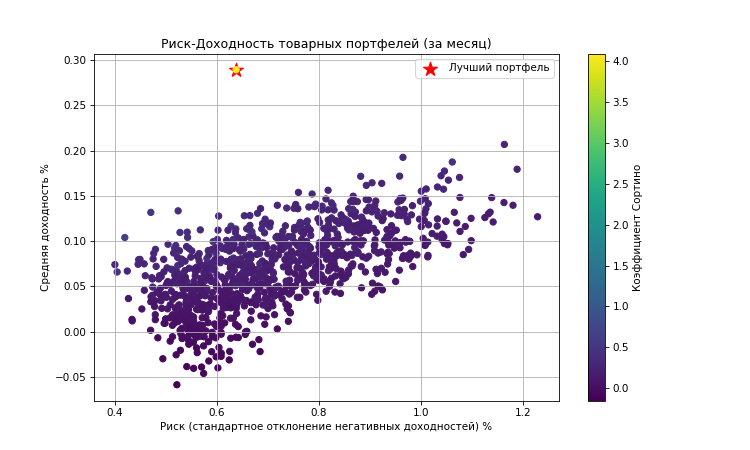 Риск-Доходность товарных портфелей (за месяц)
Лучший портфель
0.30
0.25
0.20
0.15
0.10
0.05
0.00
−0.05
Средняя доходность %
0.4 0.6 0.8 1.0 1.2
Риск (стандартное отклонение негативных доходностей) %
4.0
3.5
3.0
2.5
2.0
1.5
1.0
0.5
0.0
Коэффициент Сортино